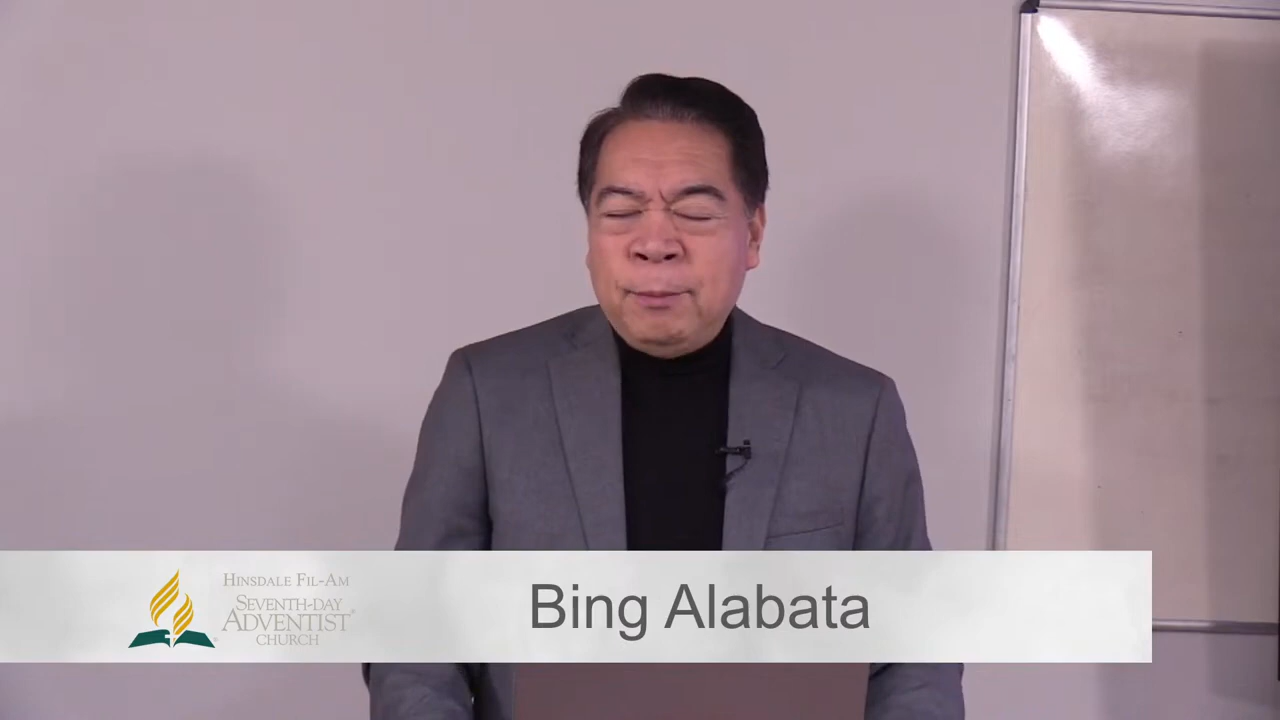 HINSDALE FIL-AM
SEVENTH-DAY
ADVENTIST®
CHURCH
Bing Alabata